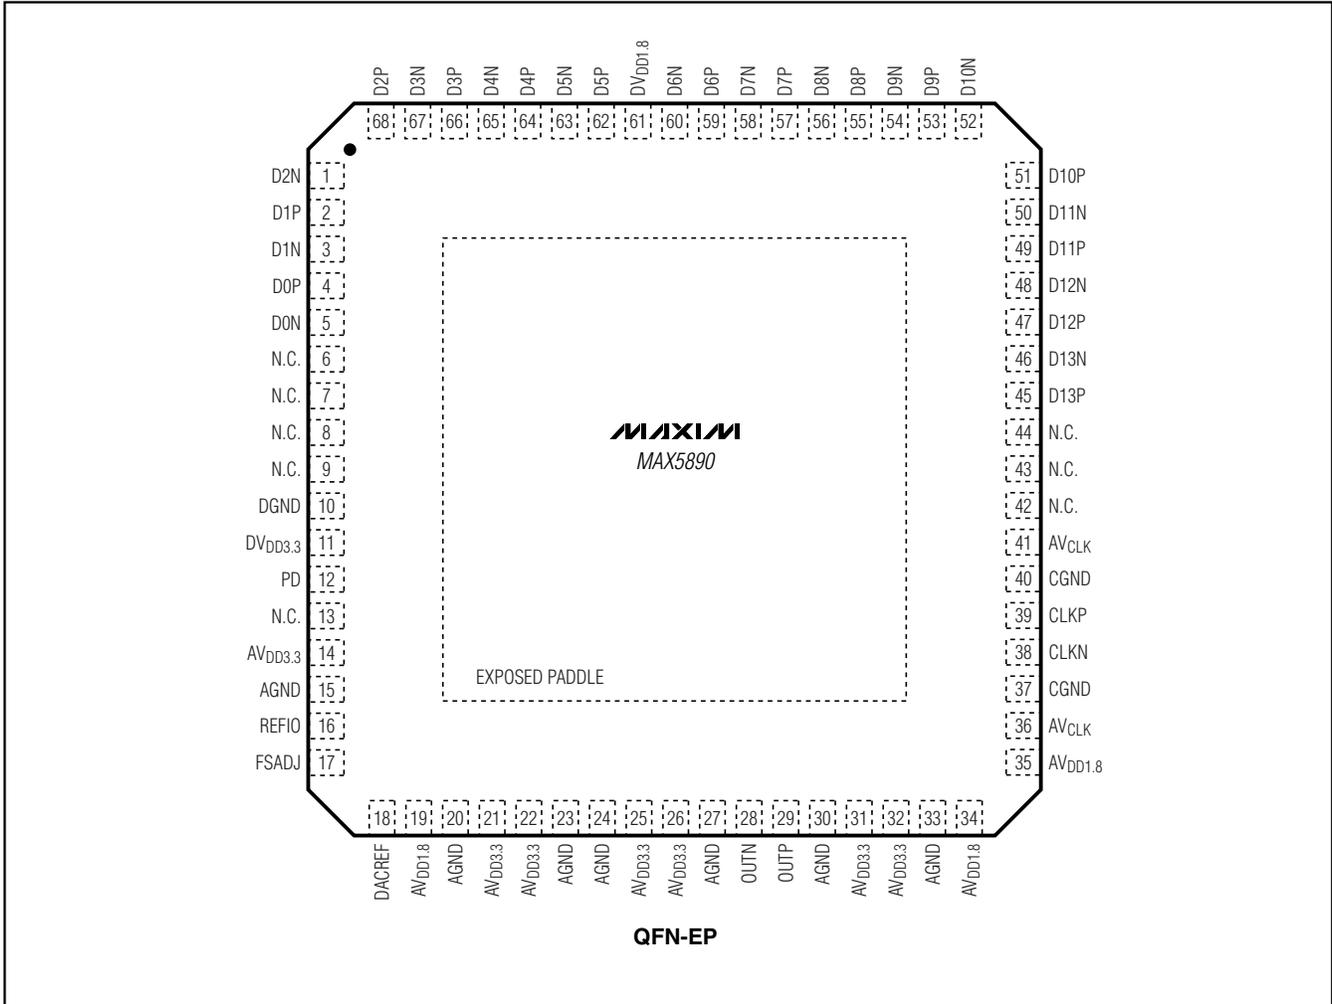 D2P D3N D3P D4N D4P D5N D5P DVDD1.8 D6N D6P D7N D7P D8N D8P D9N D9P D10N
68 67 66 65 64 63 62 61 60 59 58 57 56 55 54 53 52
D2N 1 51 D10P
D1P 2 50 D11N
D1N 3 49 D11P
D0P 4 48 D12N
D0N 5 47 D12P
N.C. 6 46 D13N
N.C. 7 45 D13P
N.C. 8 44 N.C.
MAXIM
MAX5890
N.C. 9 43 N.C.
DGND 10 42 N.C.
DVDD3.3 11 41 AVCLK
PD 12 40 CGND
N.C. 13 39 CLKP
AVDD3.3 14 38 CLKN
EXPOSED PADDLE
AGND 15 37 CGND
REFIO 16 36 AVCLK
FSADJ 17 35 AVDD1.8
18 19 20 21 22 23 24 25 26 27 28 29 30 31 32 33 34
DACREF AVDD1.8 AGND AVDD3.3 AVDD3.3 AGND AGND AVDD3.3 AVDD3.3 AGND OUTN OUTP AGND AVDD3.3 AVDD3.3 AGND AVDD1.8
QFN-EP